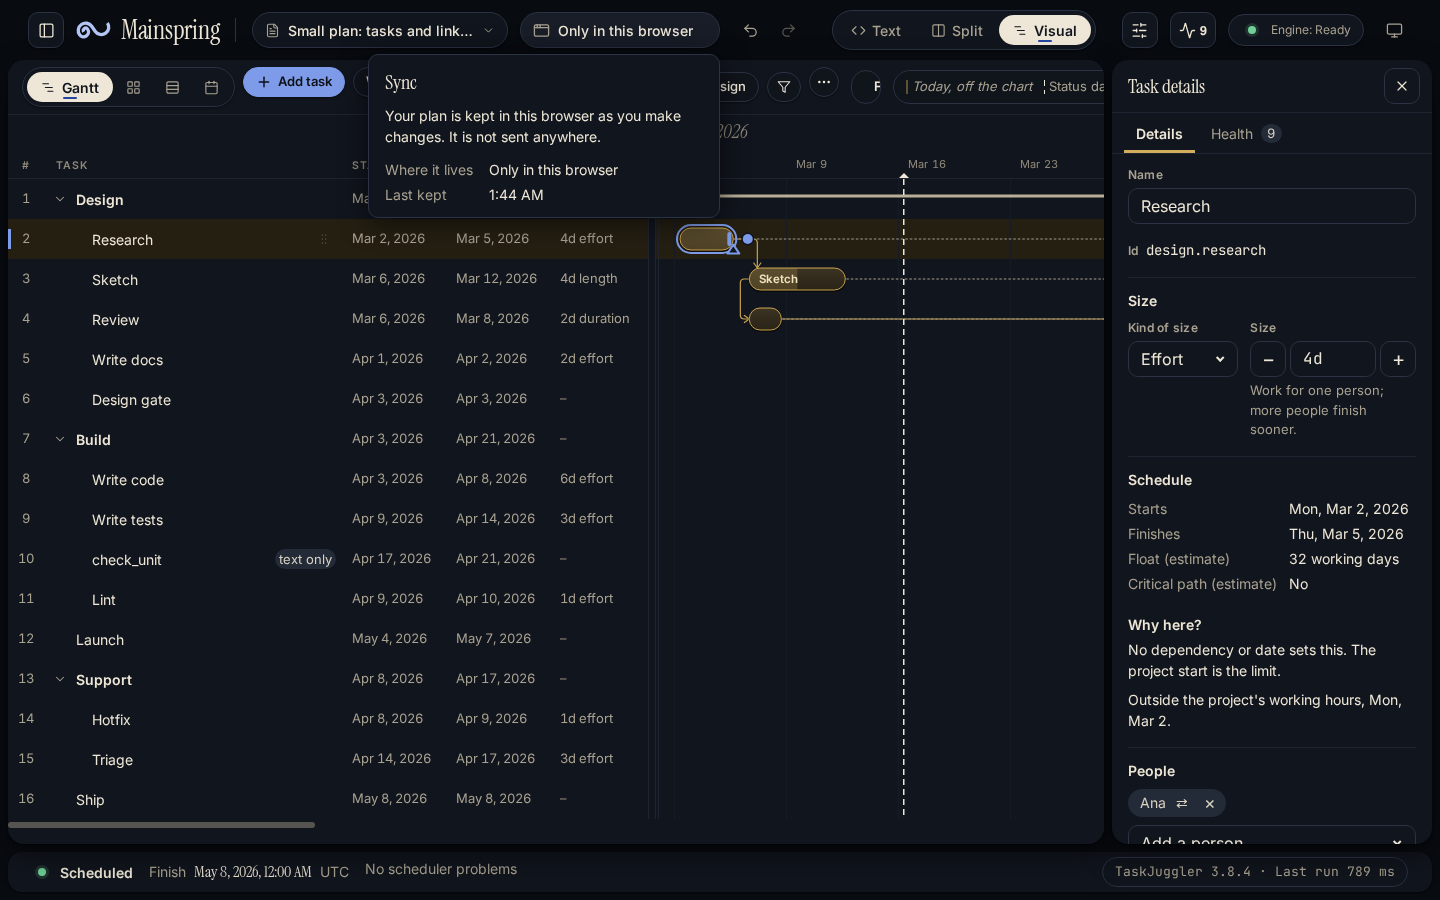 Mainspring
Small plan: tasks and link...
Only in this browser
Text
Split
Visual
9
Engine: Ready
Gantt
Add task
Sync
Your plan is kept in this browser as you make
changes. It is not sent anywhere.
Where it lives Only in this browser
Last kept 1:44 AM
sign
Today, off the chart
Status da
2026
# TASK
Mar 9 Mar 16 Mar 23
1 Design
2 Research Mar 2, 2026 Mar 5, 2026 4d effort
3 Sketch Mar 6, 2026 Mar 12, 2026 4d length
Sketch
4 Review Mar 6, 2026 Mar 8, 2026 2d duration
5 Write docs Apr 1, 2026 Apr 2, 2026 2d effort
6 Design gate Apr 3, 2026 Apr 3, 2026 –
7 Build Apr 3, 2026 Apr 21, 2026 –
8 Write code Apr 3, 2026 Apr 8, 2026 6d effort
9 Write tests Apr 9, 2026 Apr 14, 2026 3d effort
10 check_unit text only Apr 17, 2026 Apr 21, 2026 –
11 Lint Apr 9, 2026 Apr 10, 2026 1d effort
12 Launch May 4, 2026 May 7, 2026 –
13 Support Apr 8, 2026 Apr 17, 2026 –
14 Hotfix Apr 8, 2026 Apr 9, 2026 1d effort
15 Triage Apr 14, 2026 Apr 17, 2026 3d effort
16 Ship May 8, 2026 May 8, 2026 –
Task details
Details
Health 9
Name
Research
Id design.research
Size
Kind of size Size
Effort − 4d +
Work for one person;
more people finish
sooner.
Schedule
Starts Mon, Mar 2, 2026
Finishes Thu, Mar 5, 2026
Float (estimate) 32 working days
Critical path (estimate) No
Why here?
No dependency or date sets this. The
project start is the limit.
Outside the project's working hours, Mon,
Mar 2.
People
Ana
Add a person
Scheduled
Finish May 8, 2026, 12:00 AM UTC
No scheduler problems
TaskJuggler 3.8.4 · Last run 789 ms